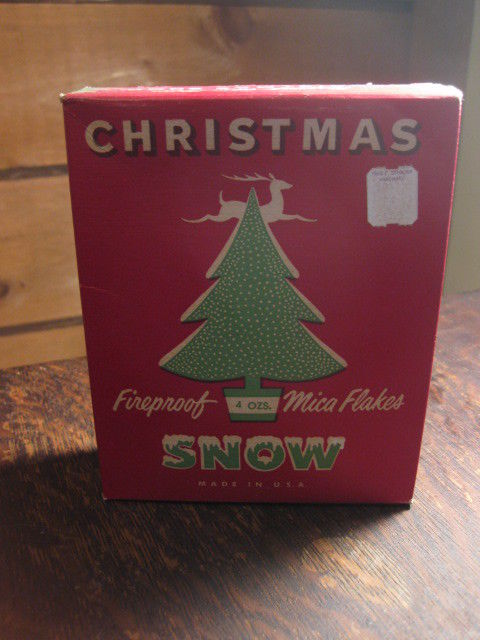 CHRISTMAS
Fireproof 4 OZS. Mica Flakes
SNOW
MADE IN U.S.A